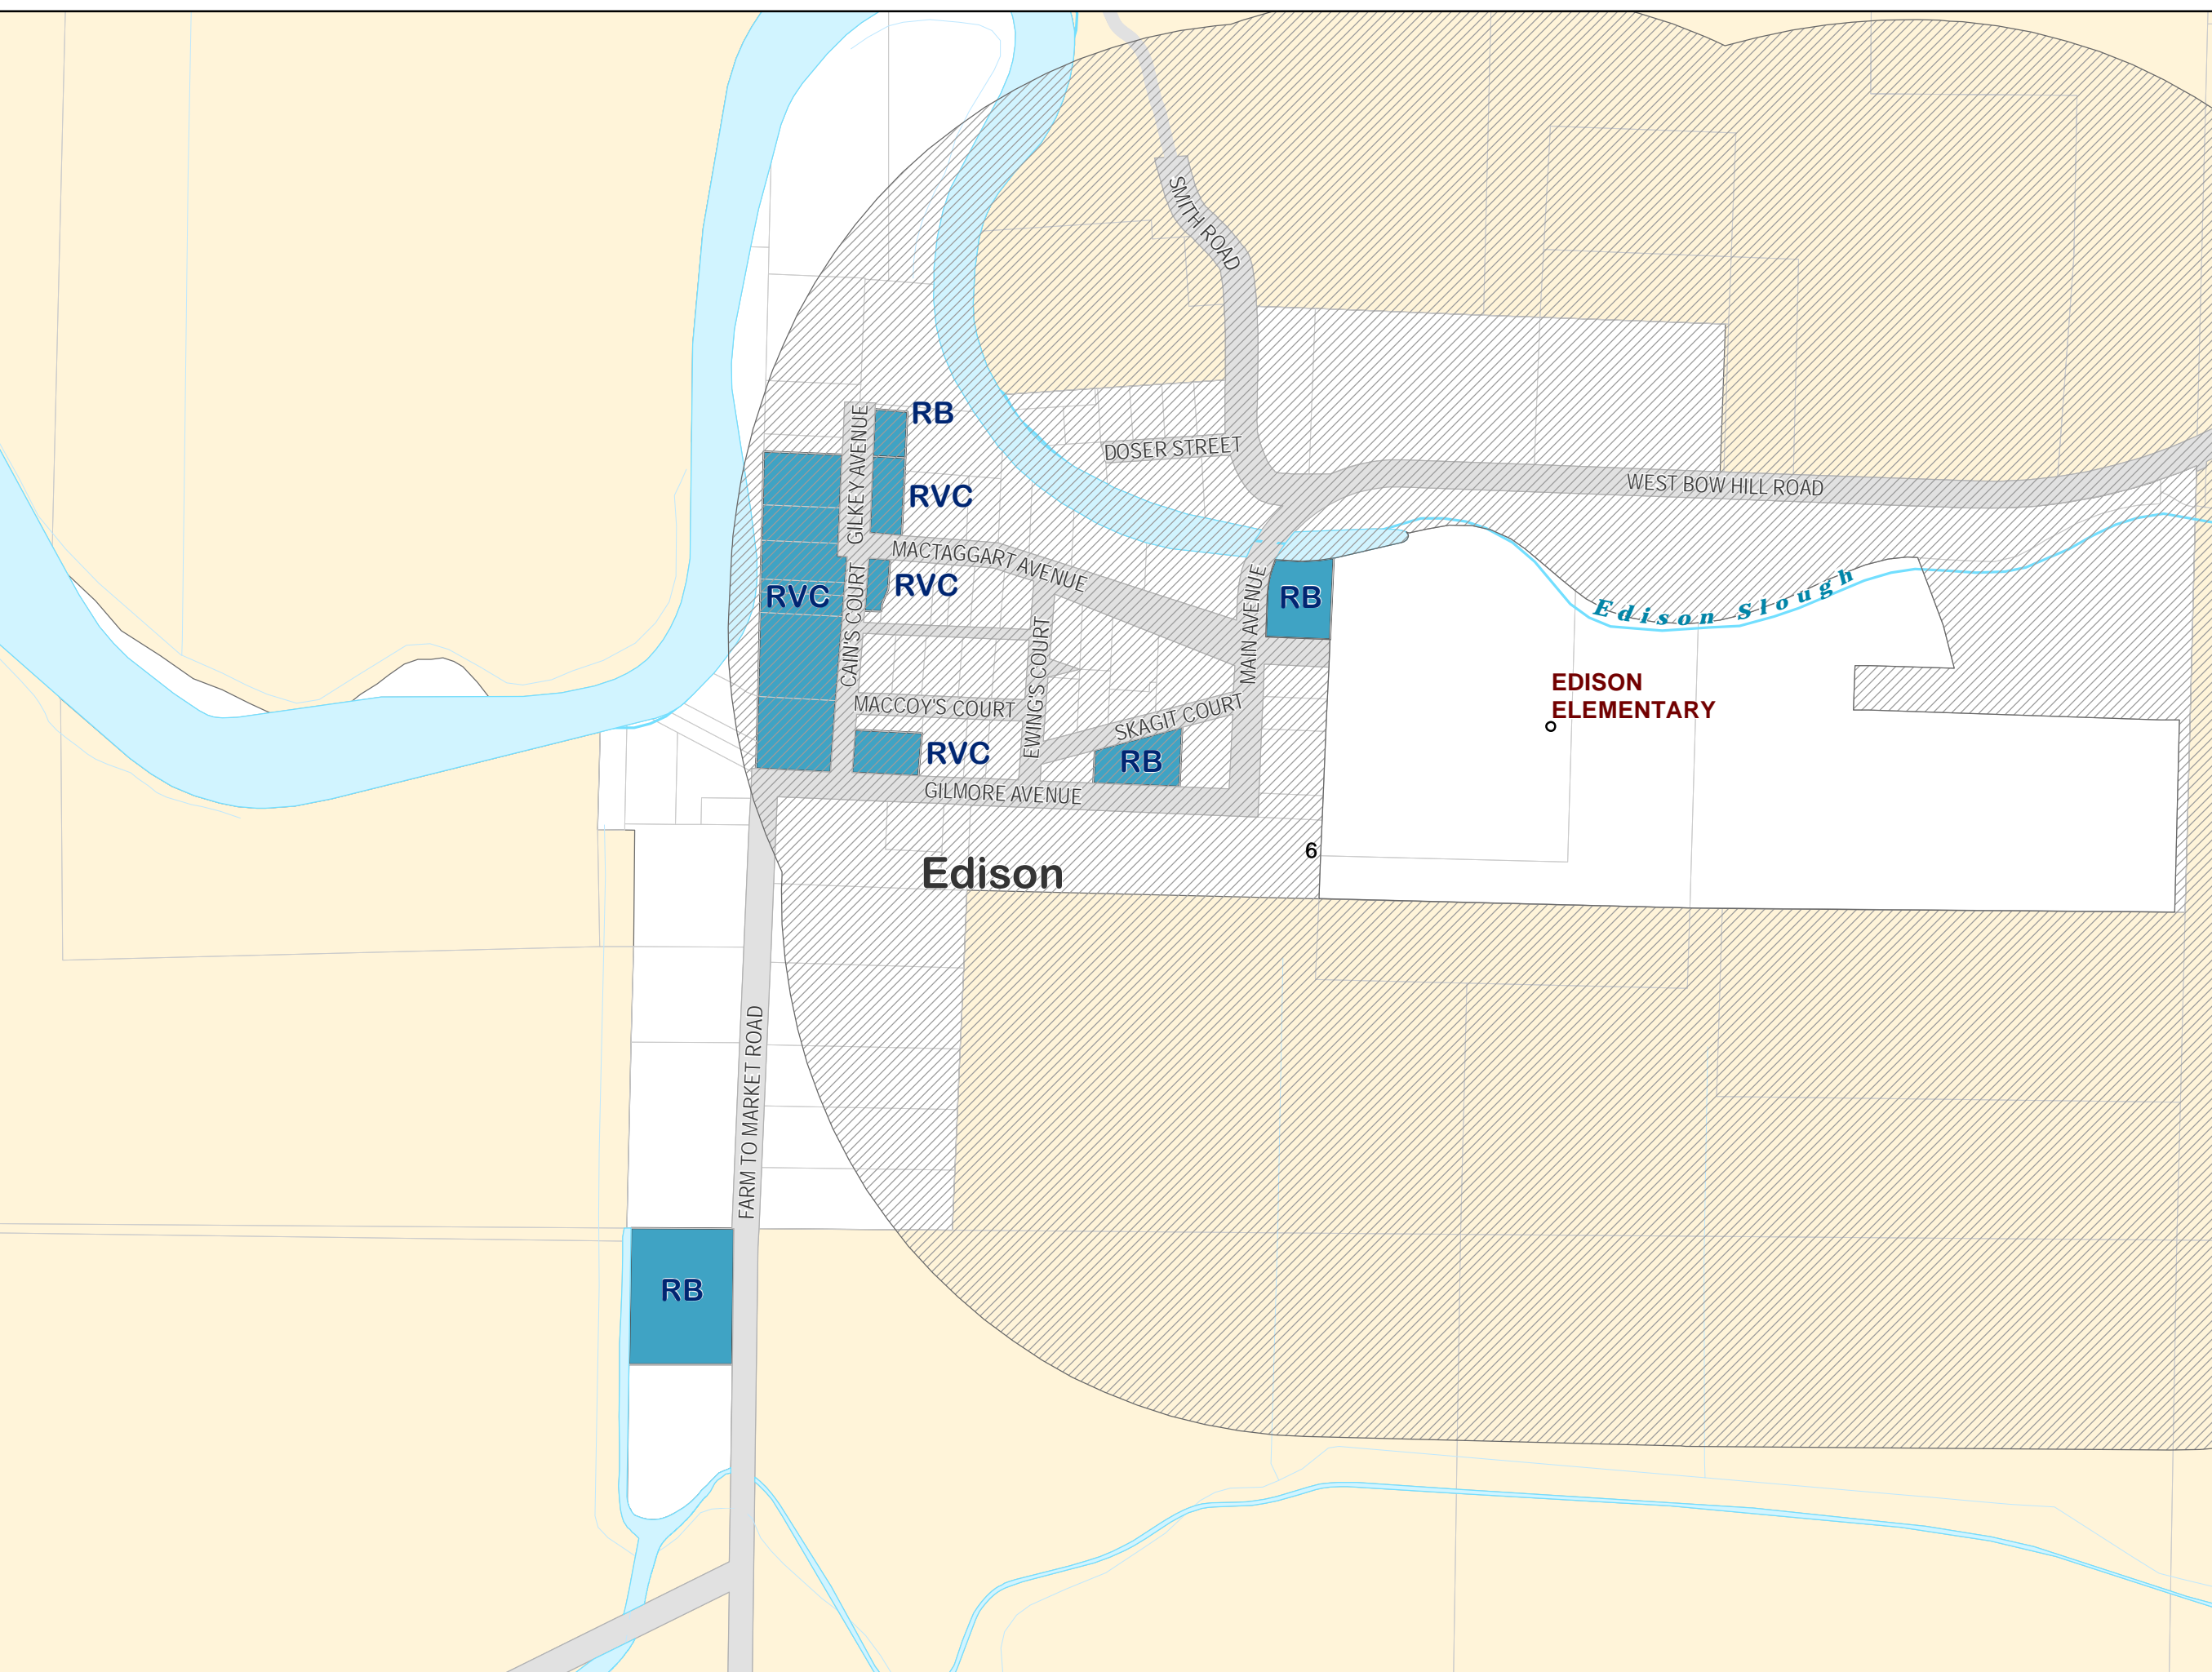 SMITH ROAD
RB
GILKEY AVENUE
DOSER STREET
WEST BOW HILL ROAD
RVC
MACTAGGART AVENUE
RVC
RVC
CAIN'S COURT
MAIN AVENUE
RB
Edison Slough
EWING'S COURT
EDISON
ELEMENTARY
MACCOY'S COURT
SKAGIT COURT
RVC
RB
GILMORE AVENUE
6
Edison
FARM TO MARKET ROAD
RB